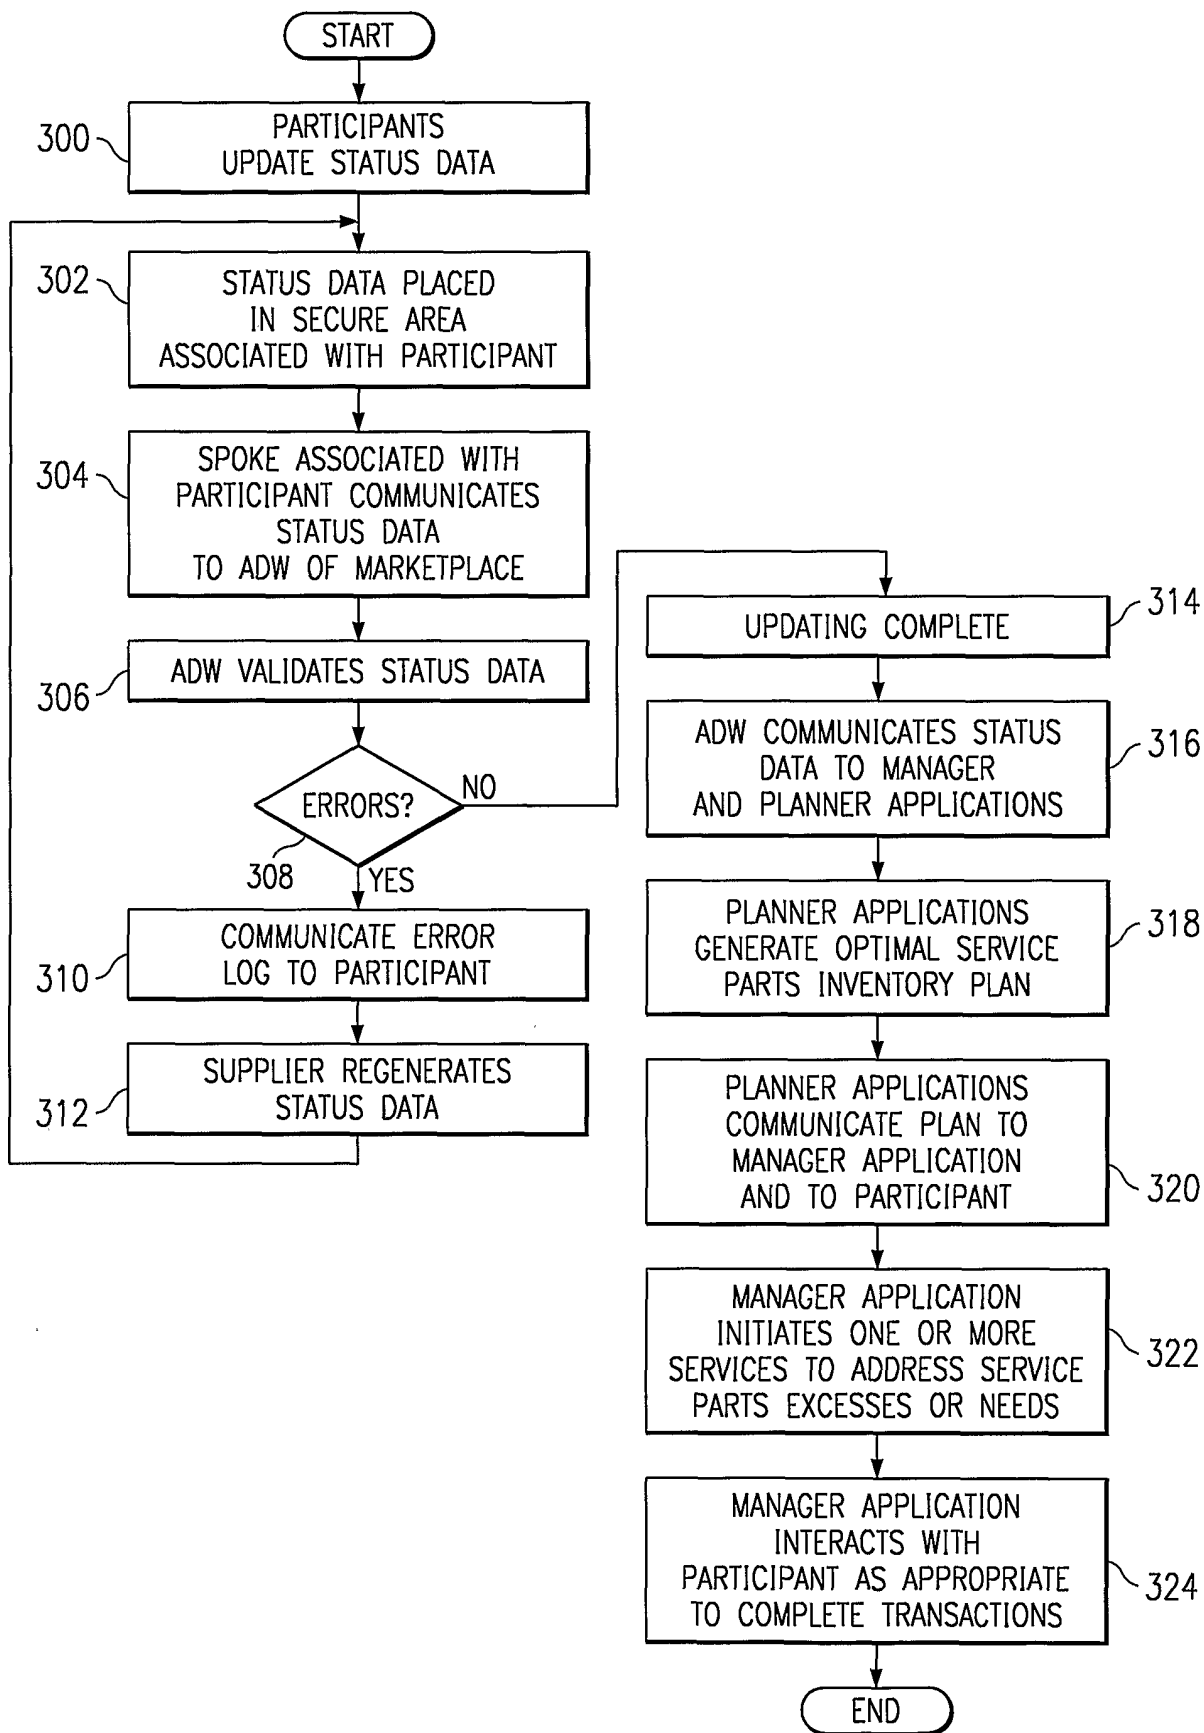 START
300
PARTICIPANTS
UPDATE STATUS DATA
302
STATUS DATA PLACED
IN SECURE AREA
ASSOCIATED WITH PARTICIPANT
304
SPOKE ASSOCIATED WITH
PARTICIPANT COMMUNICATES
STATUS DATA
TO ADW OF MARKETPLACE
306
ADW VALIDATES STATUS DATA
ERRORS?
NO
308
YES
310
COMMUNICATE ERROR
LOG TO PARTICIPANT
312
SUPPLIER REGENERATES
STATUS DATA
UPDATING COMPLETE
314
ADW COMMUNICATES STATUS
DATA TO MANAGER
AND PLANNER APPLICATIONS
316
PLANNER APPLICATIONS
GENERATE OPTIMAL SERVICE
PARTS INVENTORY PLAN
318
PLANNER APPLICATIONS
COMMUNICATE PLAN TO
MANAGER APPLICATION
AND TO PARTICIPANT
320
MANAGER APPLICATION
INITIATES ONE OR MORE
SERVICES TO ADDRESS SERVICE
PARTS EXCESSES OR NEEDS
322
MANAGER APPLICATION
INTERACTS WITH
PARTICIPANT AS APPROPRIATE
TO COMPLETE TRANSACTIONS
324
END